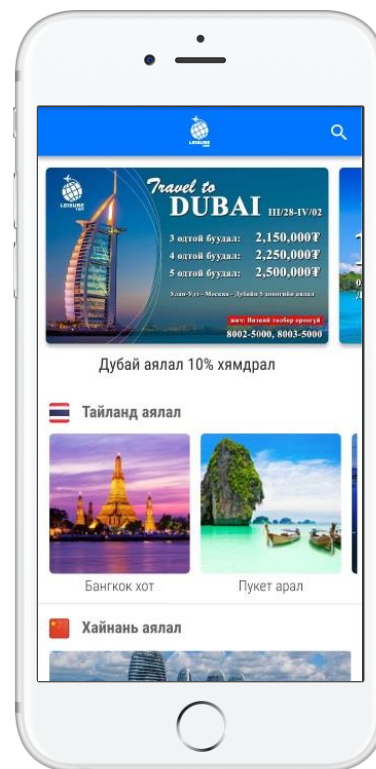 LEISURE
Travel to
DUBAI III/28-IV/02
3 одтой буудал: 2,150,000₮
4 одтой буудал: 2,250,000₮
5 одтой буудал: 2,500,000₮
Улан-Үдэ – Москва – Дубайн 5 хоногийн аялал
8002-5000, 8003-5000
Дубай аялал 10% хямдрал
Тайланд аялал
Бангкок хот
Пукет арал
Хайнань аялал